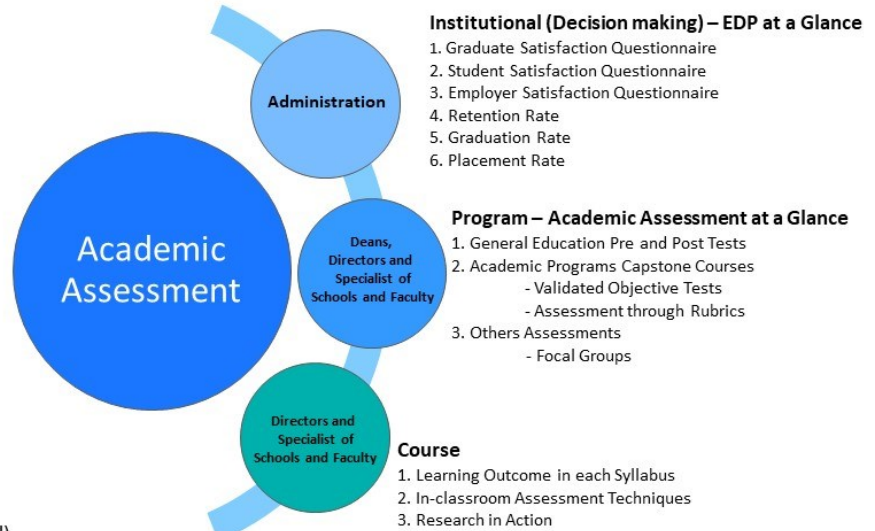 Academic
Assessment
Administration
Institutional (Decision making) – EDP at a Glance
1. Graduate Satisfaction Questionnaire
2. Student Satisfaction Questionnaire
3. Employer Satisfaction Questionnaire
4. Retention Rate
5. Graduation Rate
6. Placement Rate
Deans,
Directors and
Specialist of
Schools and Faculty
Program – Academic Assessment at a Glance
1. General Education Pre and Post Tests
2. Academic Programs Capstone Courses
- Validated Objective Tests
- Assessment through Rubrics
3. Others Assessments
- Focal Groups
Directors and
Specialist of
Schools and Faculty
Course
1. Learning Outcome in each Syllabus
2. In-classroom Assessment Techniques
3. Research in Action